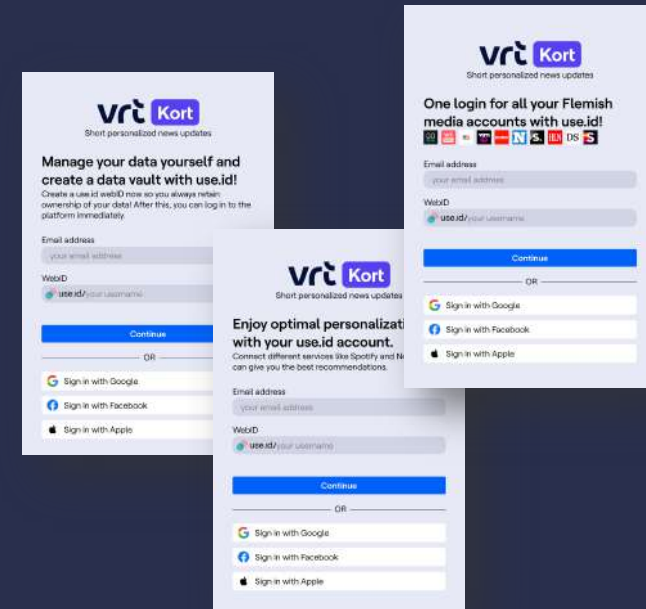 vrt Kort
Short personalized news updates
Manage your data yourself and
create a data vault with use.id!
Create a use.id webID now so you always retain
ownership of your data! After this, you can log in to the
platform immediately.
Email address
your email address
WebID
use.id/your username
Continue
OR
Sign in with Google
Sign in with Facebook
Sign in with Apple
vrt Kort
Short personalized news updates
Enjoy optimal personalizati
with your use.id account.
Connect different services like Spotify and Ne
can give you the best recommendations.
Email address
your email address
WebID
use.id/your username
Continue
OR
Sign in with Google
Sign in with Facebook
Sign in with Apple
vrt Kort
Short personalized news updates
One login for all your Flemish
media accounts with use.id!
N S. HLN DS S
Email address
your email address
WebID
use.id/your username
Continue
OR
Sign in with Google
Sign in with Facebook
Sign in with Apple